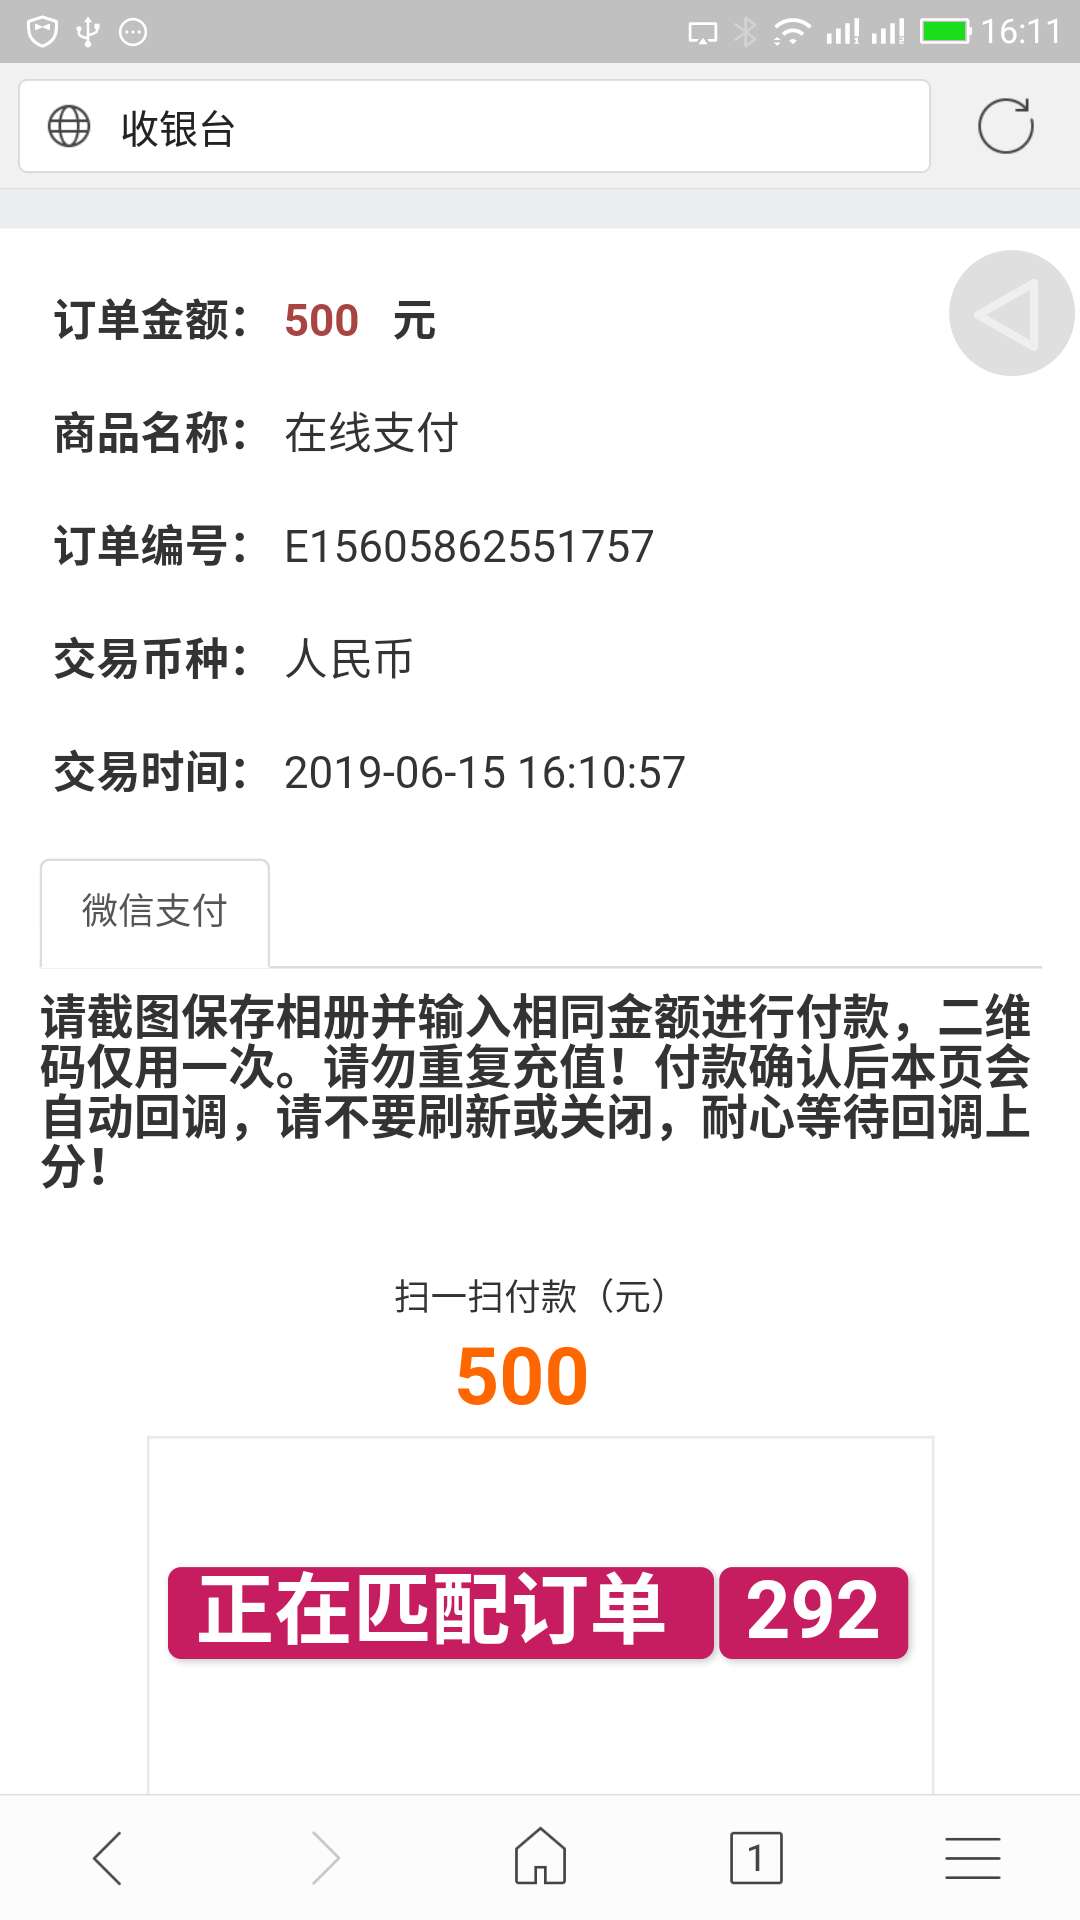 16:11
收银台
订单金额： 500 元
商品名称： 在线支付
订单编号： E15605862551757
交易币种： 人民币
交易时间： 2019-06-15 16:10:57
微信支付
请截图保存相册并输入相同金额进行付款，二维
码仅用一次。请勿重复充值！付款确认后本页会
自动回调，请不要刷新或关闭，耐心等待回调上
分！
扫一扫付款（元）
500
正在匹配订单 292
1